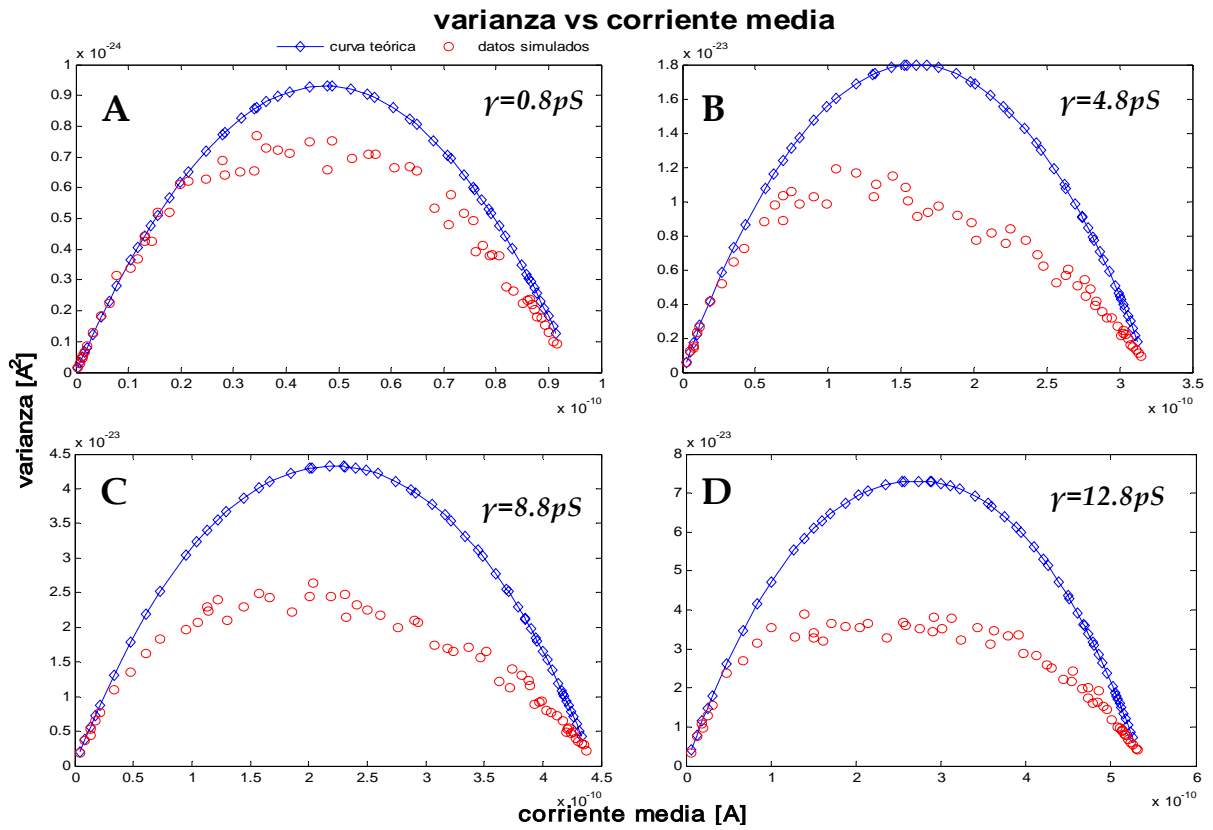 varianza vs corriente media
curva teórica
datos simulados
x 10^-24
A
γ=0.8pS
1
0.9
0.8
0.7
0.6
0.5
0.4
0.3
0.2
0.1
0
0 0.1 0.2 0.3 0.4 0.5 0.6 0.7 0.8 0.9 1
x 10^-10
x 10^-23
B
γ=4.8pS
1.8
1.6
1.4
1.2
1
0.8
0.6
0.4
0.2
0
0 0.5 1 1.5 2 2.5 3 3.5
x 10^-10
varianza [A²]
x 10^-23
C
γ=8.8pS
4.5
4
3.5
3
2.5
2
1.5
1
0.5
0
0 0.5 1 1.5 2 2.5 3 3.5 4 4.5
x 10^-10
x 10^-23
D
γ=12.8pS
8
7
6
5
4
3
2
1
0
0 1 2 3 4 5 6
x 10^-10
corriente media [A]